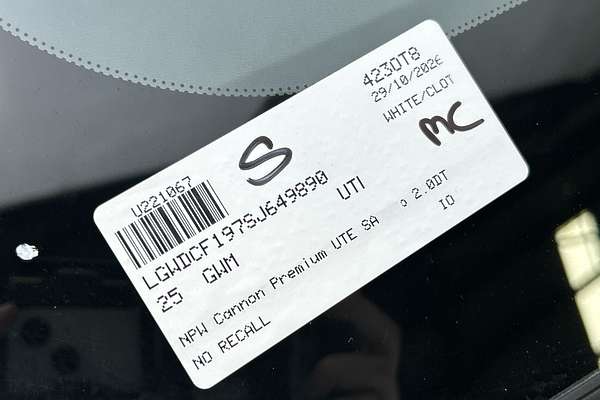 423DT8
29/10/2026
WHITE/CLOT
MC
S
U221067
LGWDCF197SJ649890
25 GWM UTI
NPW Cannon Premium UTE SA 2.0DT
NO RECALL IO